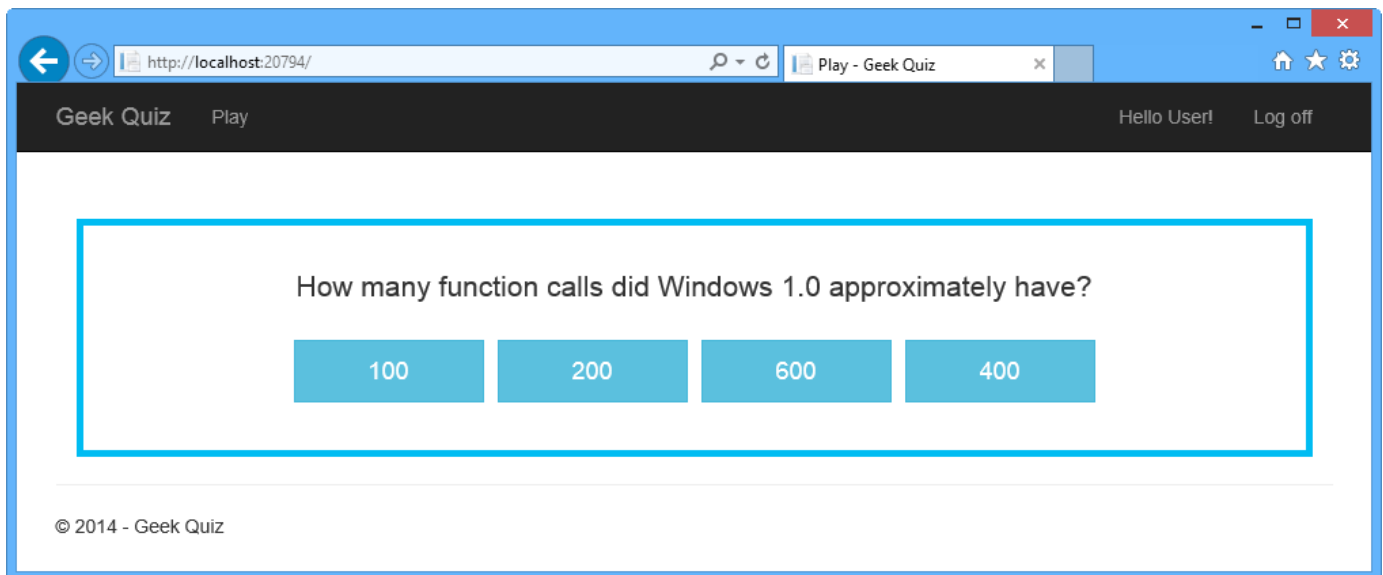 http://localhost:20794/
Play - Geek Quiz
Geek Quiz Play Hello User! Log off
How many function calls did Windows 1.0 approximately have?
100 200 600 400
© 2014 - Geek Quiz